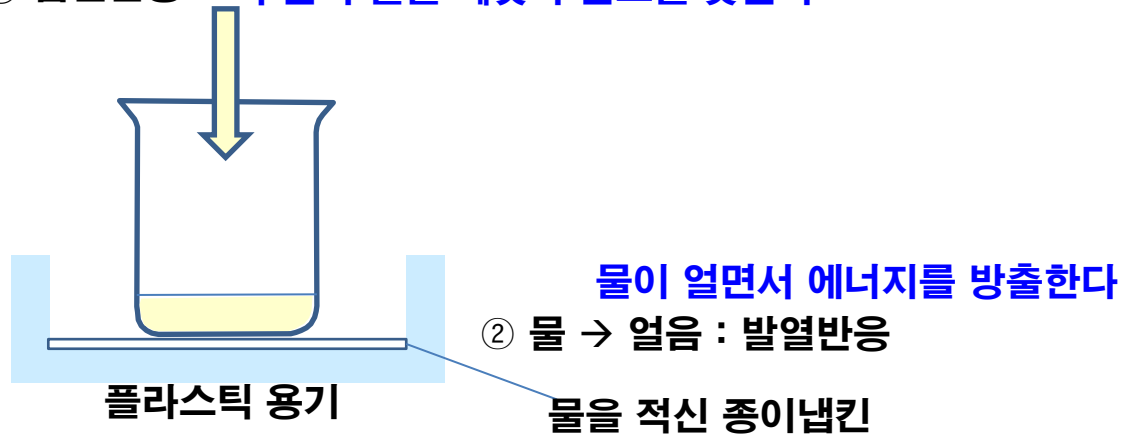 물이 얼면서 에너지를 방출한다
② 물 → 얼음 : 발열반응
플라스틱 용기
물을 적신 종이냅킨